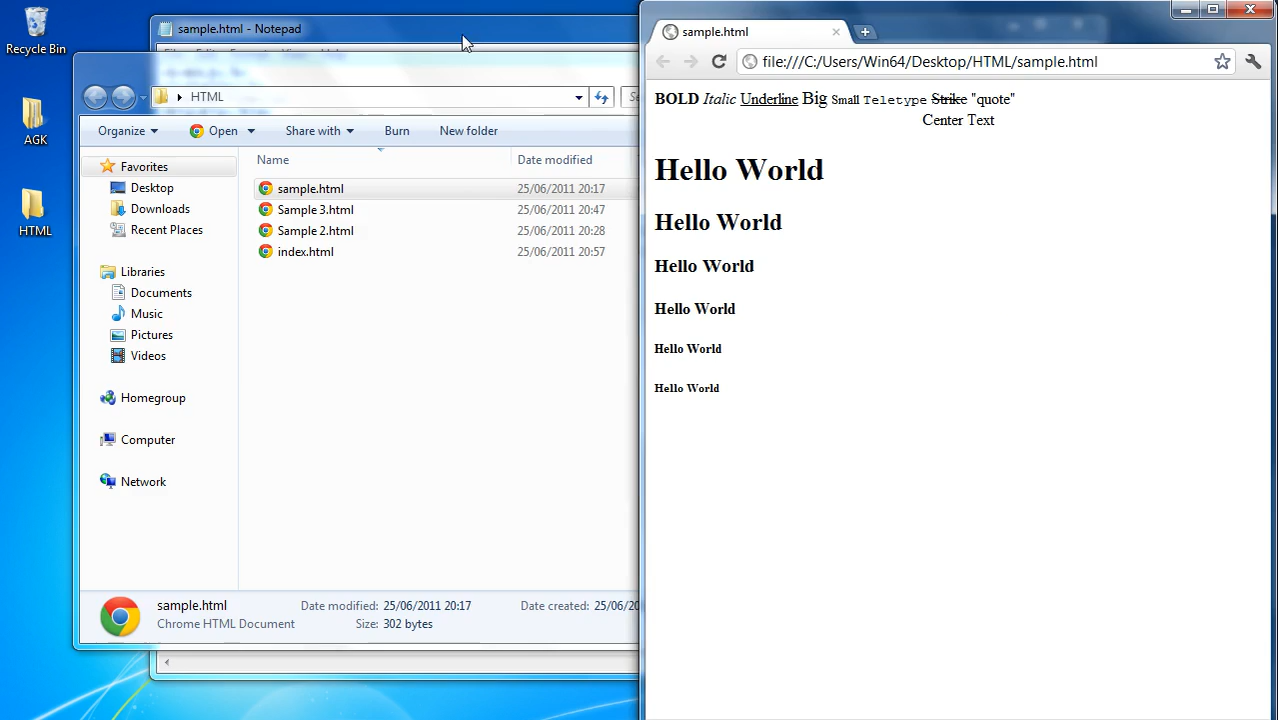 Recycle Bin
AGK
HTML
sample.html - Notepad
HTML
Organize
Open
Share with
Burn
New folder
Favorites
Desktop
Downloads
Recent Places
Libraries
Documents
Music
Pictures
Videos
Homegroup
Computer
Network
Name Date modified
sample.html 25/06/2011 20:17
Sample 3.html 25/06/2011 20:47
Sample 2.html 25/06/2011 20:28
index.html 25/06/2011 20:57
sample.html Date modified: 25/06/2011 20:17 Date created:
Chrome HTML Document Size: 302 bytes
sample.html
file:///C:/Users/Win64/Desktop/HTML/sample.html
BOLD Italic Underline Big Small Teletype Strike "quote"
Center Text
Hello World
Hello World
Hello World
Hello World
Hello World
Hello World